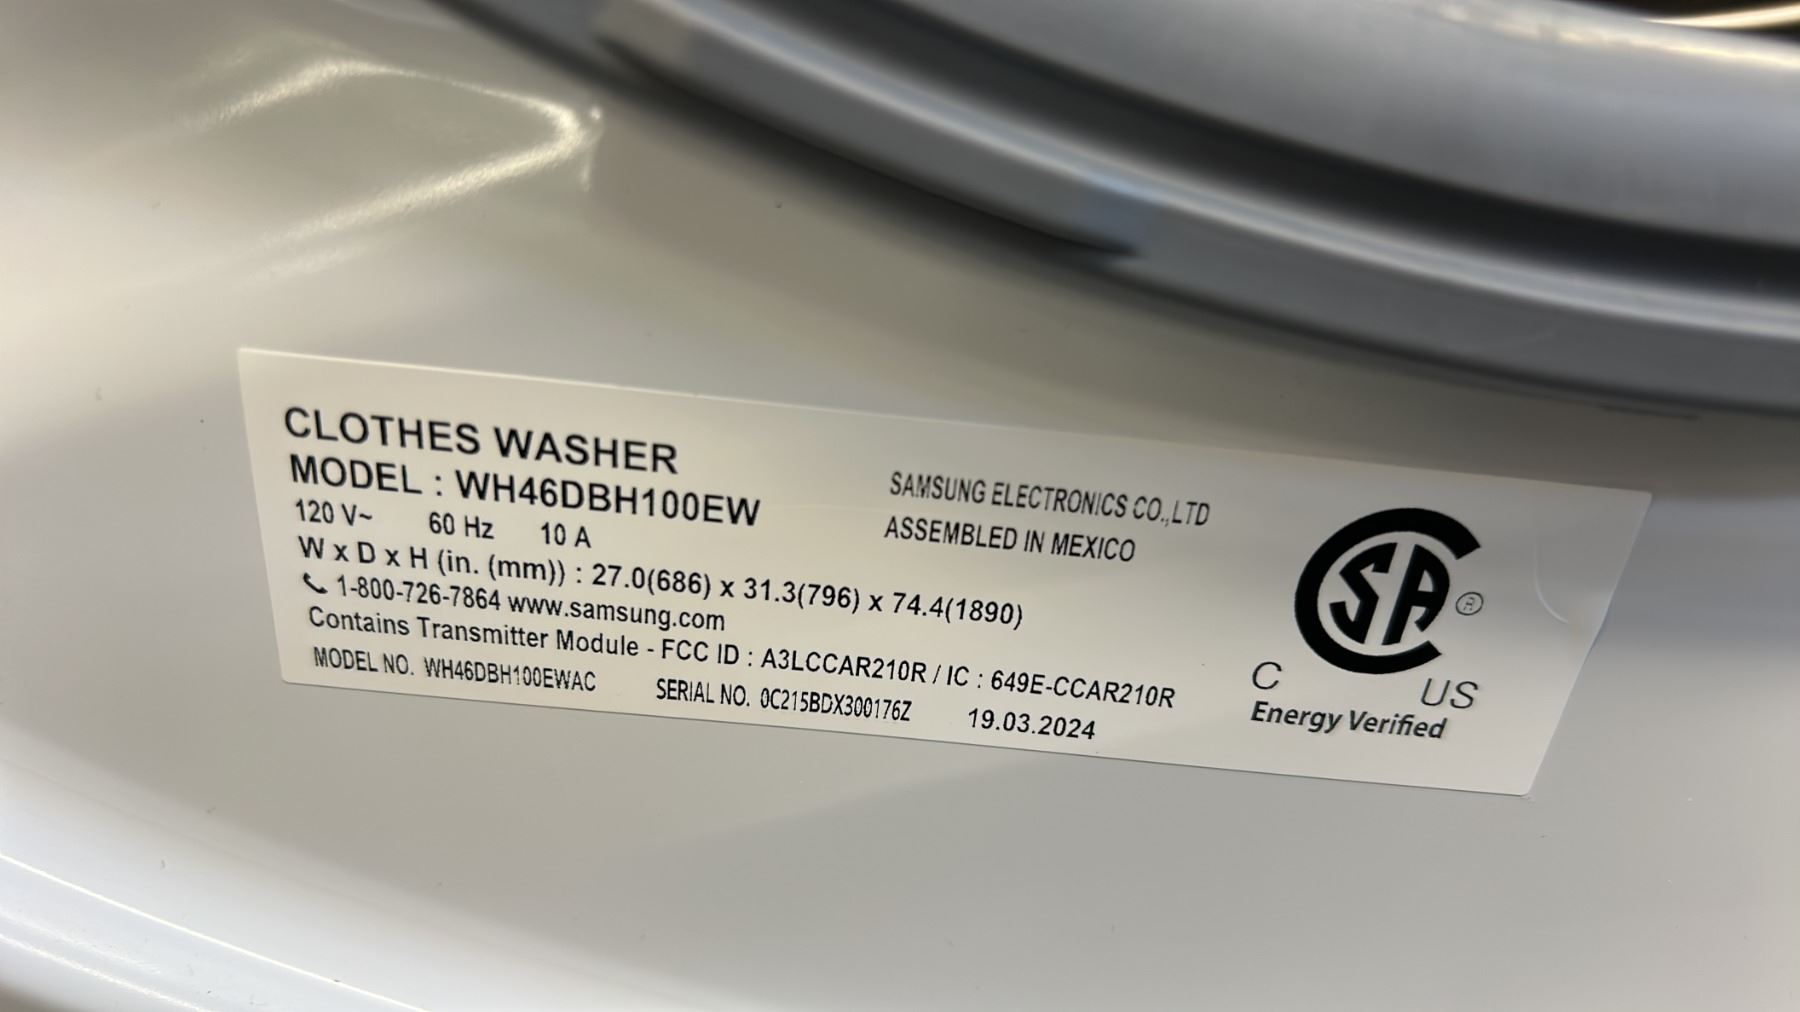 CLOTHES WASHER
MODEL : WH46DBH100EW
120 V~ 60 Hz 10 A
W x D x H (in. (mm)) : 27.0(686) x 31.3(796) x 74.4(1890)
1-800-726-7864 www.samsung.com
Contains Transmitter Module - FCC ID : A3LCCAR210R / IC : 649E-CCAR210R
MODEL NO. WH46DBH100EWAC SERIAL NO. 0C215BDX300176Z 19.03.2024
SAMSUNG ELECTRONICS CO.,LTD
ASSEMBLED IN MEXICO
CSA ®
C US
Energy Verified